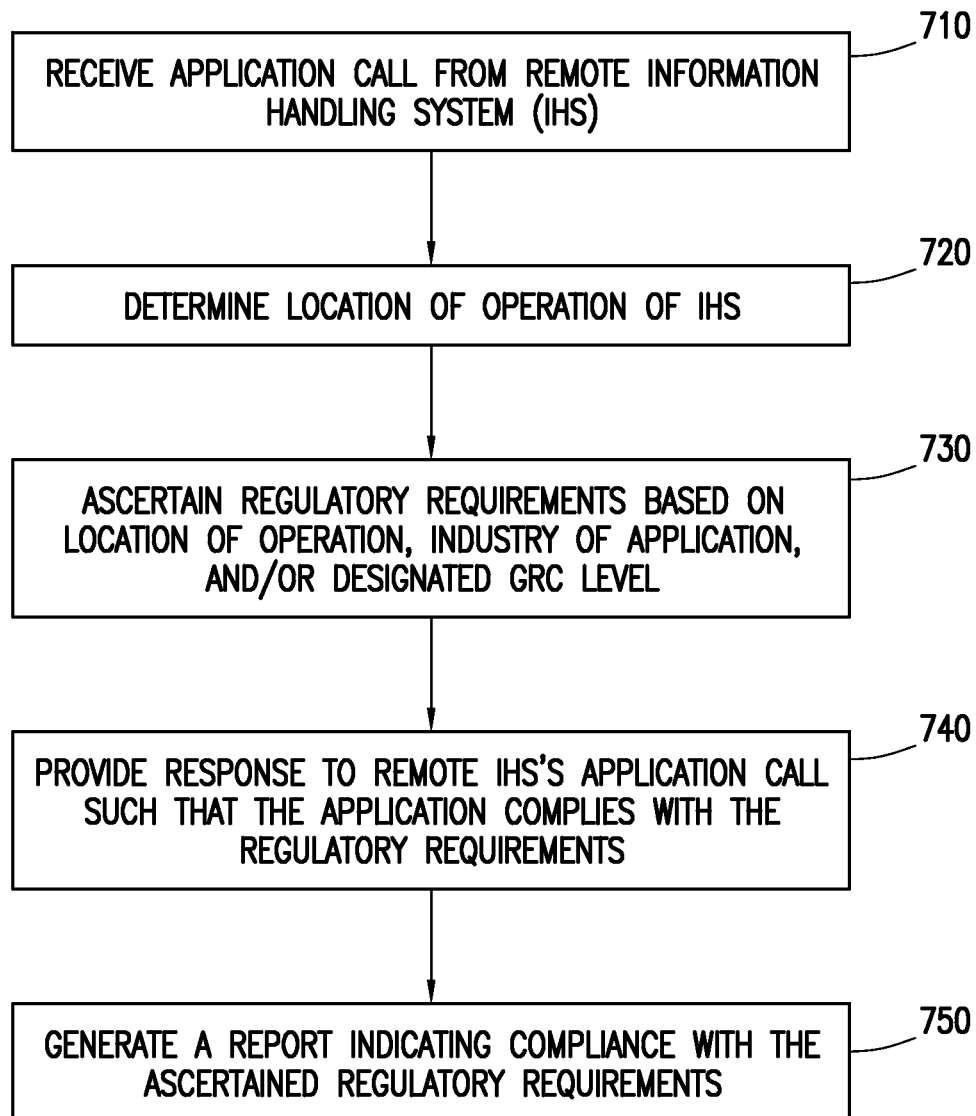 710
RECEIVE APPLICATION CALL FROM REMOTE INFORMATION
HANDLING SYSTEM (IHS)
720
DETERMINE LOCATION OF OPERATION OF IHS
730
ASCERTAIN REGULATORY REQUIREMENTS BASED ON
LOCATION OF OPERATION, INDUSTRY OF APPLICATION,
AND/OR DESIGNATED GRC LEVEL
740
PROVIDE RESPONSE TO REMOTE IHS'S APPLICATION CALL
SUCH THAT THE APPLICATION COMPLIES WITH THE
REGULATORY REQUIREMENTS
750
GENERATE A REPORT INDICATING COMPLIANCE WITH THE
ASCERTAINED REGULATORY REQUIREMENTS